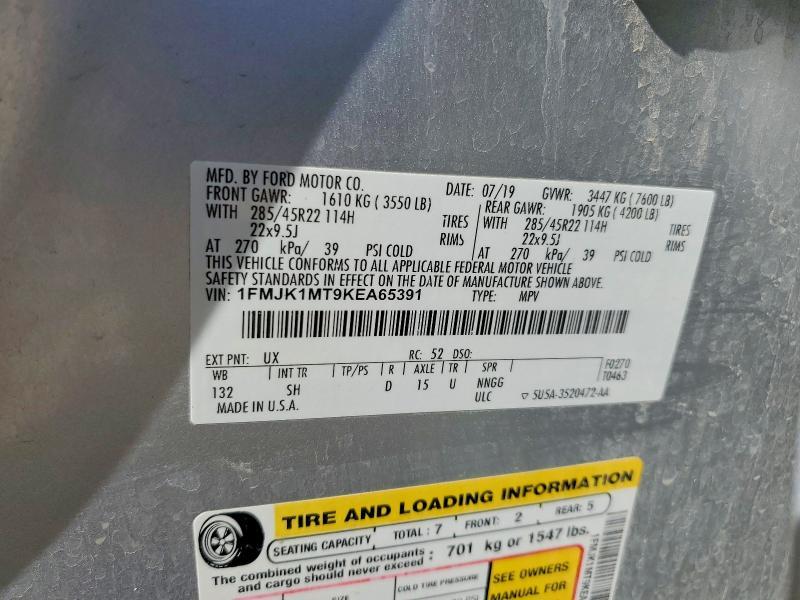 MFD. BY FORD MOTOR CO. DATE: 07/19 GVWR: 3447 KG ( 7600 LB)
FRONT GAWR: 1610 KG ( 3550 LB) REAR GAWR: 1905 KG ( 4200 LB)
WITH 285/45R22 114H TIRES WITH 285/45R22 114H TIRES
22x9.5J RIMS 22x9.5J RIMS
AT 270 kPa/ 39 PSI COLD AT 270 kPa/ 39 PSI COLD
THIS VEHICLE CONFORMS TO ALL APPLICABLE FEDERAL MOTOR VEHICLE
SAFETY STANDARDS IN EFFECT ON THE DATE OF MANUFACTURE SHOWN ABOVE.
VIN: 1FMJK1MT9KEA65391 TYPE: MPV
EXT PNT: UX RC: 52 DSO:
WB INT TR TP/PS R AXLE TR SPR F0270
132 SH D 15 U NNGG T0463
ULC ▽ 5U5A-3520472-AA
MADE IN U.S.A.
TIRE AND LOADING INFORMATION
SEATING CAPACITY TOTAL : 7 FRONT: 2 REAR: 5
The combined weight of occupants : 701 kg or 1547 lbs.
and cargo should never exceed
COLD TIRE PRESSURE
SEE OWNERS
MANUAL FOR